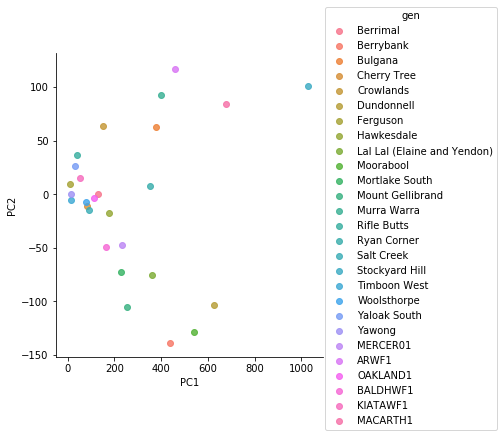 gen
Berrimal
Berrybank
Bulgana
Cherry Tree
Crowlands
Dundonnell
Ferguson
Hawkesdale
Lal Lal (Elaine and Yendon)
Moorabool
Mortlake South
Mount Gellibrand
Murra Warra
Rifle Butts
Ryan Corner
Salt Creek
Stockyard Hill
Timboon West
Woolsthorpe
Yaloak South
Yawong
MERCER01
ARWF1
OAKLAND1
BALDHWF1
KIATAWF1
MACARTH1
100
50
0
−50
−100
−150
PC2
0 200 400 600 800 1000
PC1